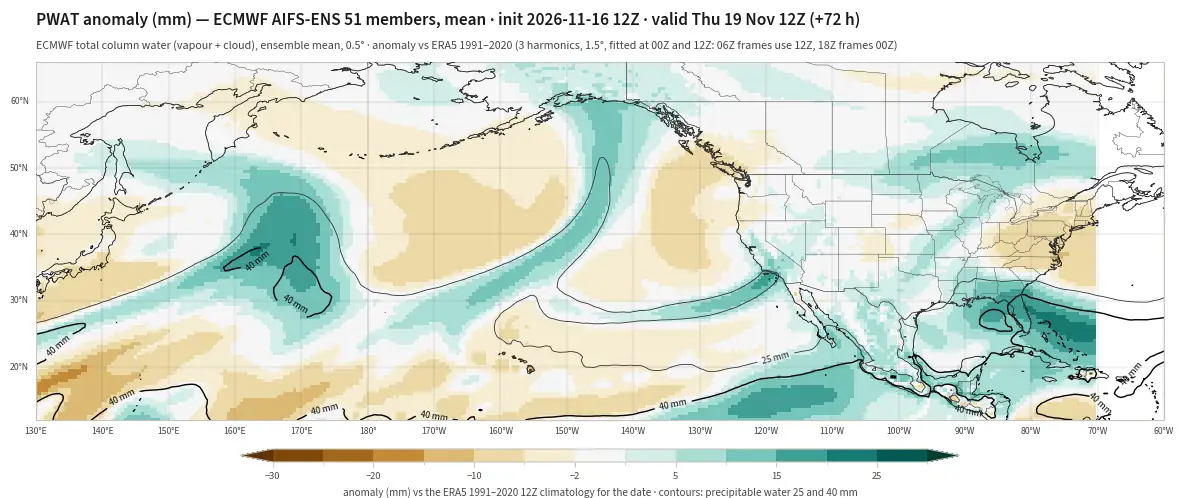 PWAT anomaly (mm) — ECMWF AIFS-ENS 51 members, mean · init 2026-11-16 12Z · valid Thu 19 Nov 12Z (+72 h)
ECMWF total column water (vapour + cloud), ensemble mean, 0.5° · anomaly vs ERA5 1991–2020 (3 harmonics, 1.5°, fitted at 00Z and 12Z: 06Z frames use 12Z, 18Z frames 00Z)
60°N
50°N
40°N
30°N
20°N
40 mm
40 mm
40 mm
40 mm
40 mm
40 mm
40 mm
25 mm
40 mm
40 mm
40 mm
130°E 140°E 150°E 160°E 170°E 180° 170°W 160°W 150°W 140°W 130°W 120°W 110°W 100°W 90°W 80°W 70°W 60°W
−30 −20 −10 −2 5 15 25
anomaly (mm) vs the ERA5 1991–2020 12Z climatology for the date · contours: precipitable water 25 and 40 mm